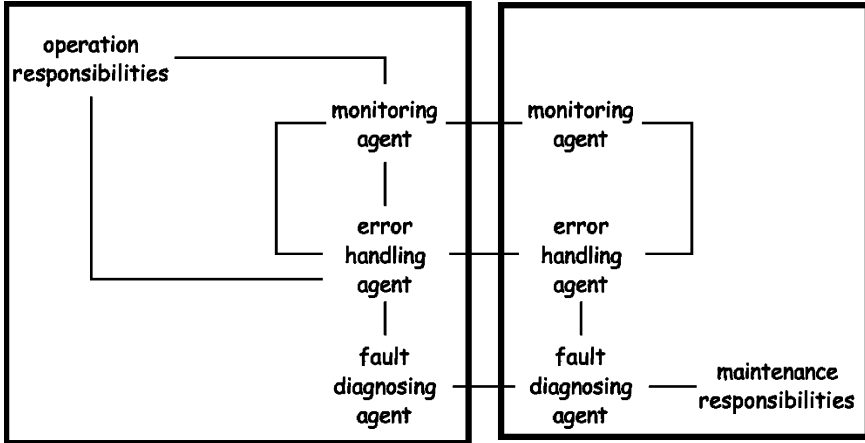 operation
responsibilities
monitoring
agent
error
handling
agent
fault
diagnosing
agent
monitoring
agent
error
handling
agent
fault
diagnosing
agent
maintenance
responsibilities